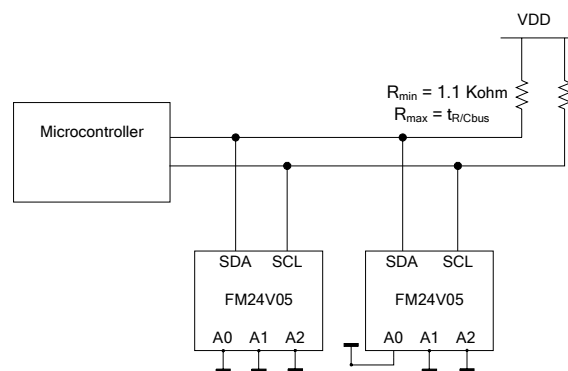 VDD
Rmin = 1.1 Kohm
Rmax = tR/Cbus
Microcontroller
SDA SCL
SDA SCL
FM24V05
FM24V05
A0 A1 A2
A0 A1 A2